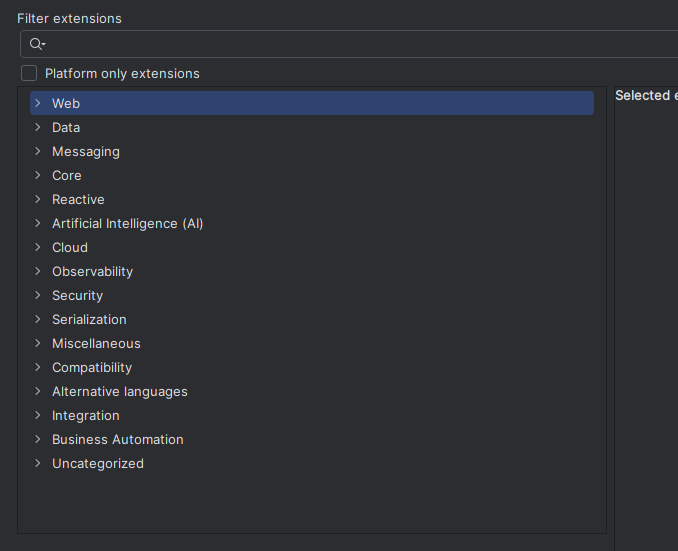 Filter extensions
Platform only extensions
Web
Data
Messaging
Core
Reactive
Artificial Intelligence (AI)
Cloud
Observability
Security
Serialization
Miscellaneous
Compatibility
Alternative languages
Integration
Business Automation
Uncategorized
Selected